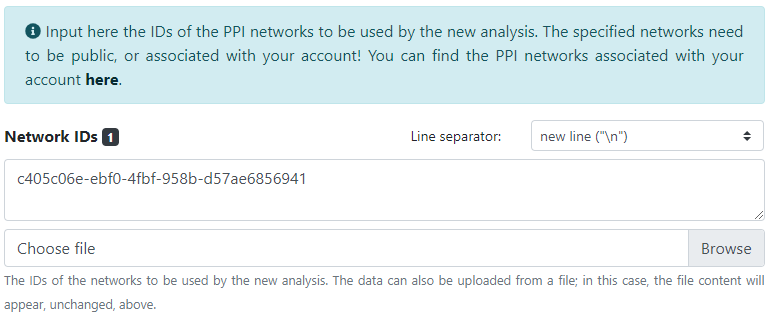 Input here the IDs of the PPI networks to be used by the new analysis. The specified networks need
to be public, or associated with your account! You can find the PPI networks associated with your
account here.
Network IDs 1
Line separator:
new line ("\n")
c405c06e-ebf0-4fbf-958b-d57ae6856941
Choose file
Browse
The IDs of the networks to be used by the new analysis. The data can also be uploaded from a file; in this case, the file content will
appear, unchanged, above.